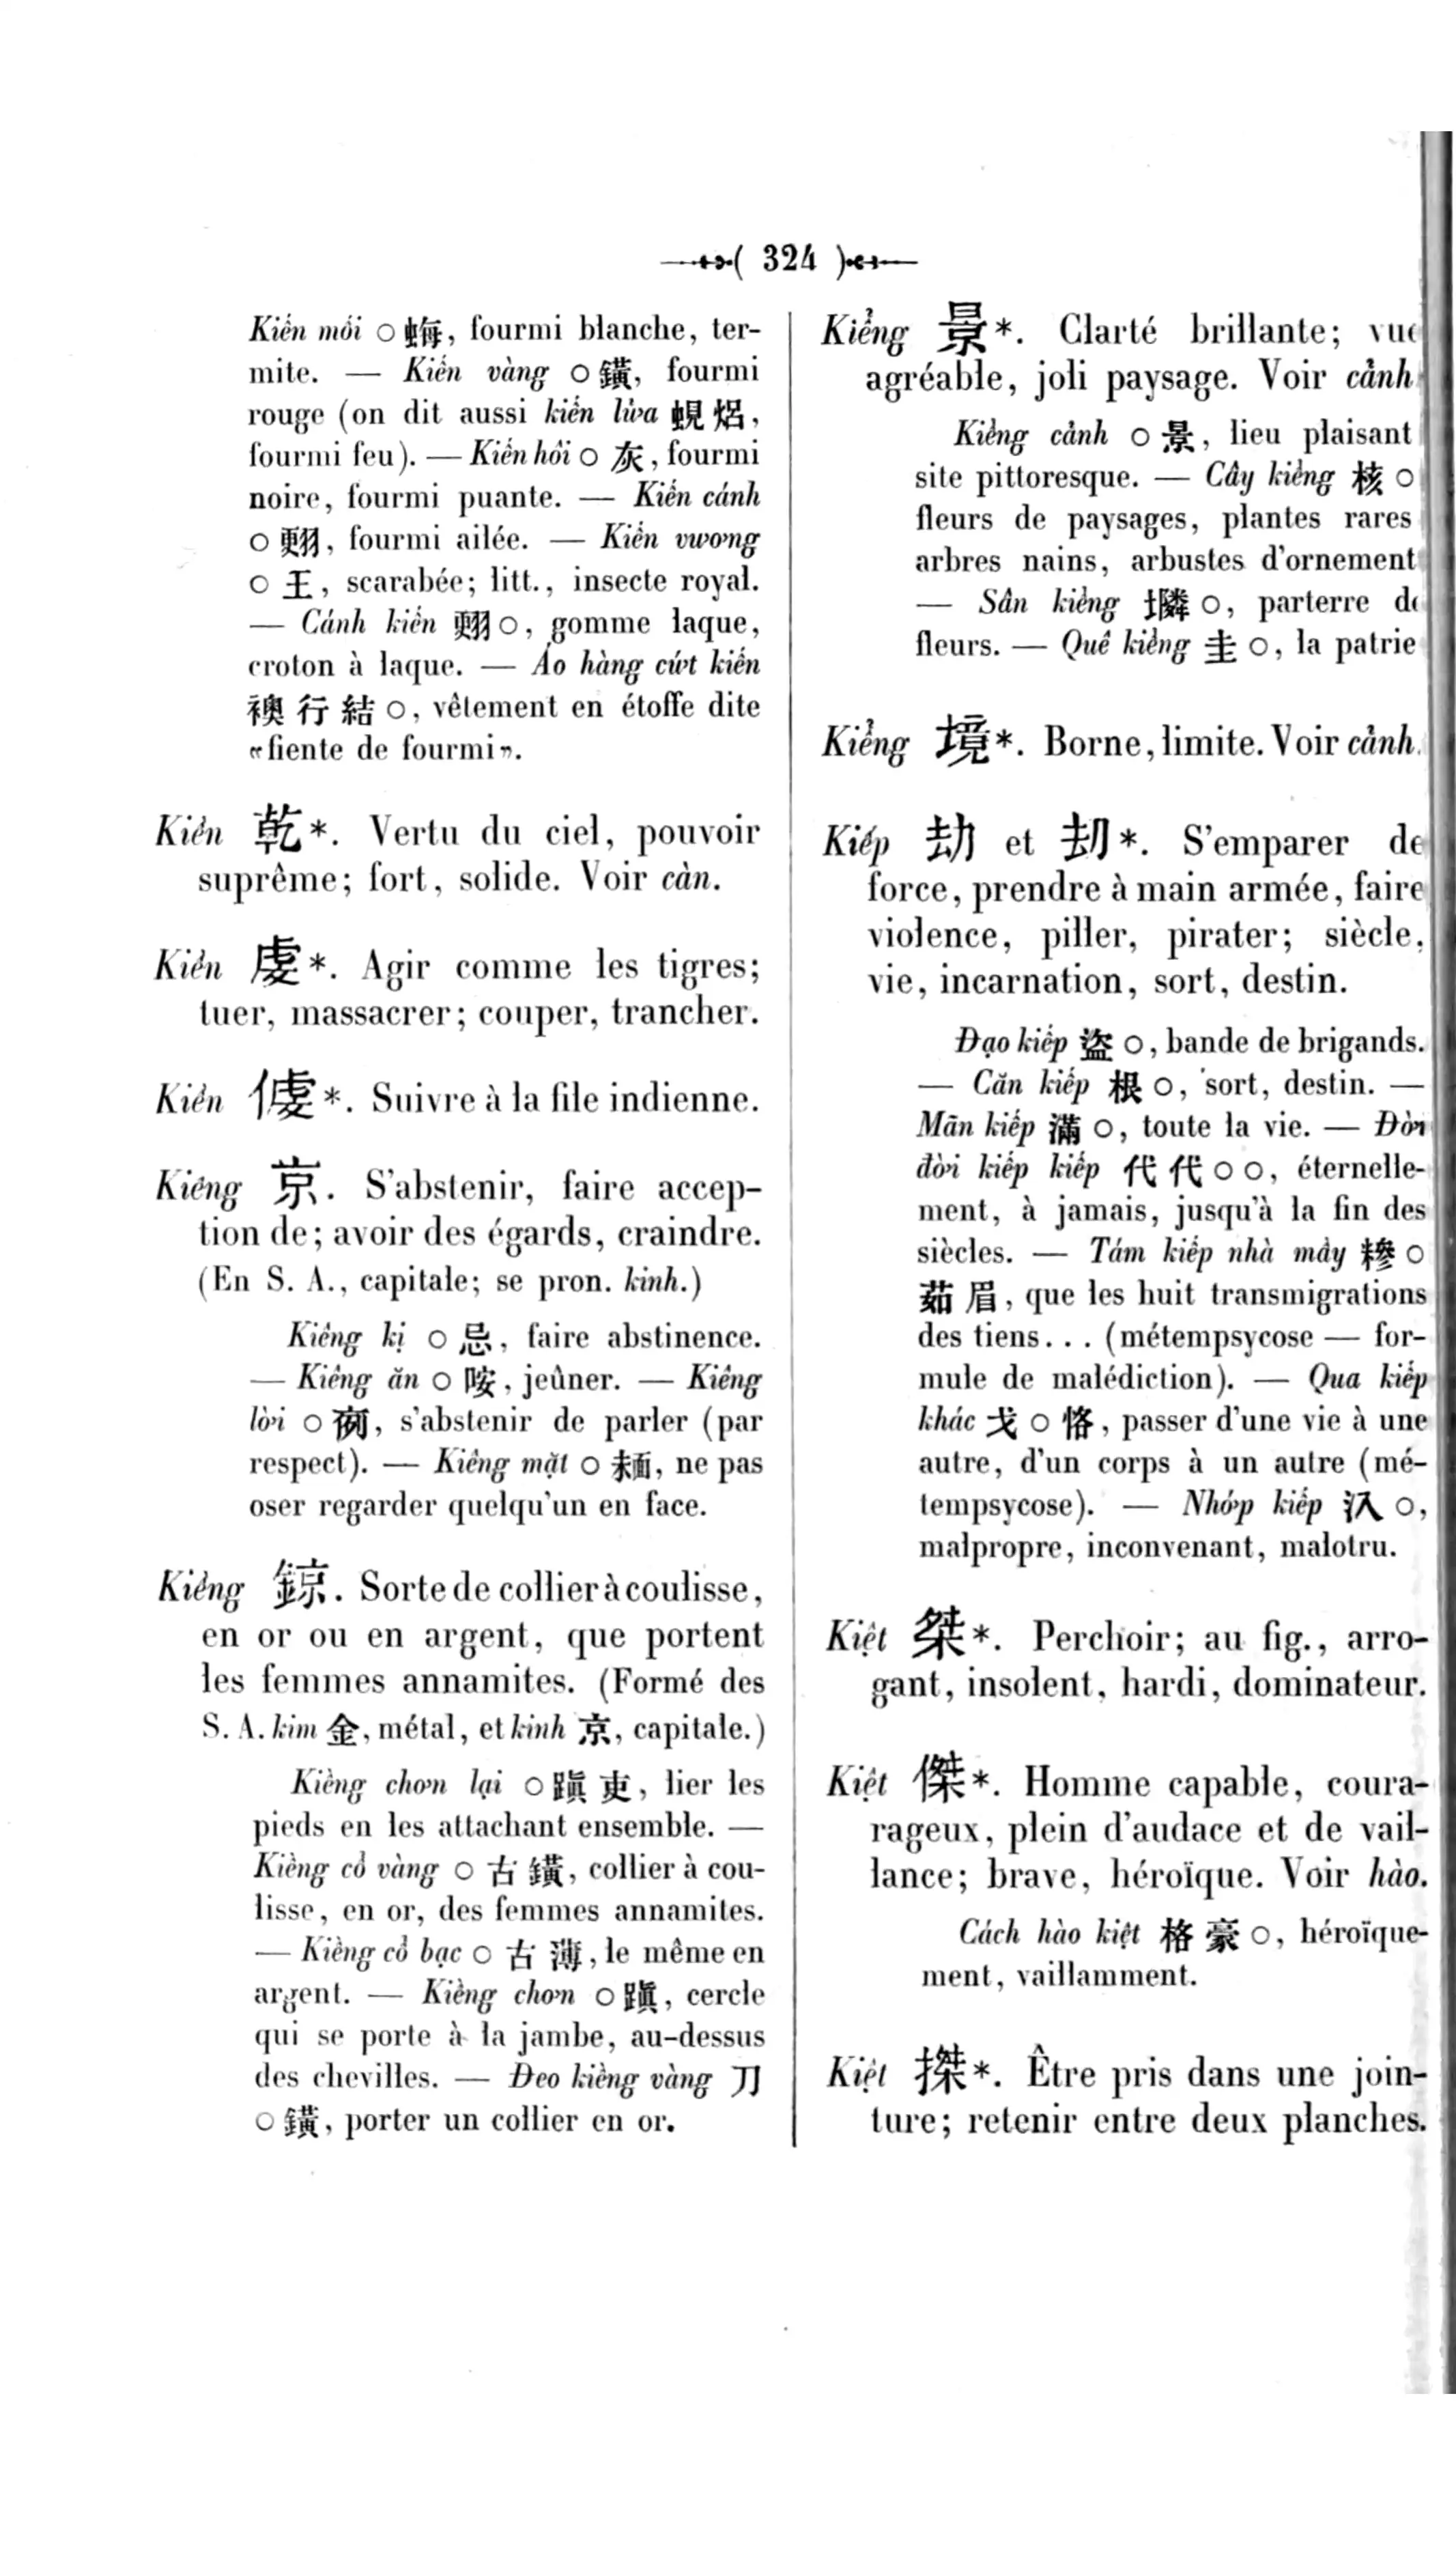 ( 324 )
Kiến mối ○ 𧍴, fourmi blanche, ter-
mite. — Kiến vàng ○ 鐄, fourmi
rouge (on dit aussi kiến lửa 蜆 焒,
fourmi feu). — Kiến hôi ○ 灰, fourmi
noire, fourmi puante. — Kiến cánh
○ 𦑃, fourmi ailée. — Kiến vương
○ 王, scarabée; litt., insecte royal.
— Cánh kiến 𦑃 ○, gomme laque,
croton à laque. — Áo hàng cứt kiến
襖 行 結 ○, vêtement en étoffe dite
«fiente de fourmi».
Kiền 乾*. Vertu du ciel, pouvoir
suprême; fort, solide. Voir càn.
Kiền 虔*. Agir comme les tigres;
tuer, massacrer; couper, trancher.
Kiền *. Suivre à la file indienne.
Kiêng 京. S'abstenir, faire accep-
tion de; avoir des égards, craindre.
(En S. A., capitale; se pron. kinh.)
Kiêng kị ○ 忌, faire abstinence.
— Kiêng ăn ○ 咹, jeûner. — Kiêng
lời ○, s'abstenir de parler (par
respect). — Kiêng mặt ○ 𩈘, ne pas
oser regarder quelqu'un en face.
Kiềng 鍄. Sorte de collier à coulisse,
en or ou en argent, que portent
les femmes annamites. (Formé des
S. A. kim 金, métal, et kinh 京, capitale.)
Kiềng chơn lại ○ 蹎 吏, lier les
pieds en les attachant ensemble. —
Kiềng cổ vàng ○ 古 鐄, collier à cou-
lisse, en or, des femmes annamites.
— Kiềng cổ bạc ○ 古 薄, le même en
argent. — Kiềng chơn ○ 蹎, cercle
qui se porte à la jambe, au-dessus
des chevilles. — Đeo kiềng vàng 刀
○ 鐄, porter un collier en or.
Kiểng 景*. Clarté brillante; vue
agréable, joli paysage. Voir cảnh
Kiểng cảnh ○ 景, lieu plaisant
site pittoresque. — Cây kiểng 核 ○
fleurs de paysages, plantes rares
arbres nains, arbustes d'ornement
— Sân kiểng 𡑝 ○, parterre de
fleurs. — Quê kiểng 圭 ○, la patrie
Kiểng 境*. Borne, limite. Voir cảnh.
Kiếp 劫 et 刧*. S'emparer de
force, prendre à main armée, faire
violence, piller, pirater; siècle,
vie, incarnation, sort, destin.
Đạo kiếp 盜 ○, bande de brigands.
— Căn kiếp 根 ○, sort, destin. —
Mãn kiếp 滿 ○, toute la vie. — Đời
đời kiếp kiếp 代 代 ○ ○, éternelle-
ment, à jamais, jusqu'à la fin des
siècles. — Tám kiếp nhà mầy 糝 ○
茹 眉, que les huit transmigrations
des tiens... (métempsycose — for-
mule de malédiction). — Qua kiếp
khác 戈 ○ 恪, passer d'une vie à une
autre, d'un corps à un autre (mé-
tempsycose). — Nhớp kiếp 汄 ○,
malpropre, inconvenant, malotru.
Kiệt 桀*. Perchoir; au fig., arro-
gant, insolent, hardi, dominateur.
Kiệt 傑*. Homme capable, coura-
rageux, plein d'audace et de vail-
lance; brave, héroïque. Voir hào.
Cách hào kiệt 格 豪 ○, héroïque-
ment, vaillamment.
Kiệt 搩*. Être pris dans une join-
ture; retenir entre deux planches.